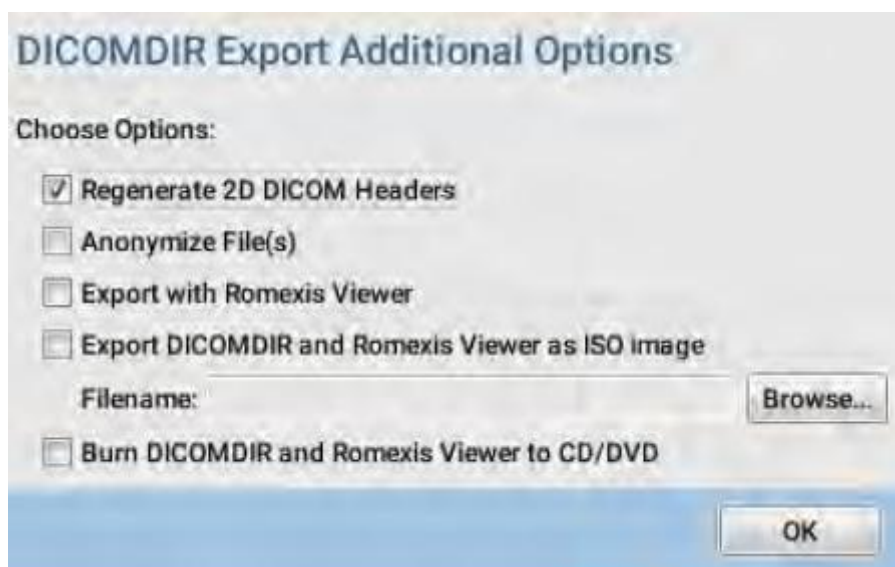 DICOMDIR Export Additional Options
Choose Options:
Regenerate 2D DICOM Headers
Anonymize File(s)
Export with Romexis Viewer
Export DICOMDIR and Romexis Viewer as ISO image
Filename: Browse...
Burn DICOMDIR and Romexis Viewer to CD/DVD
OK